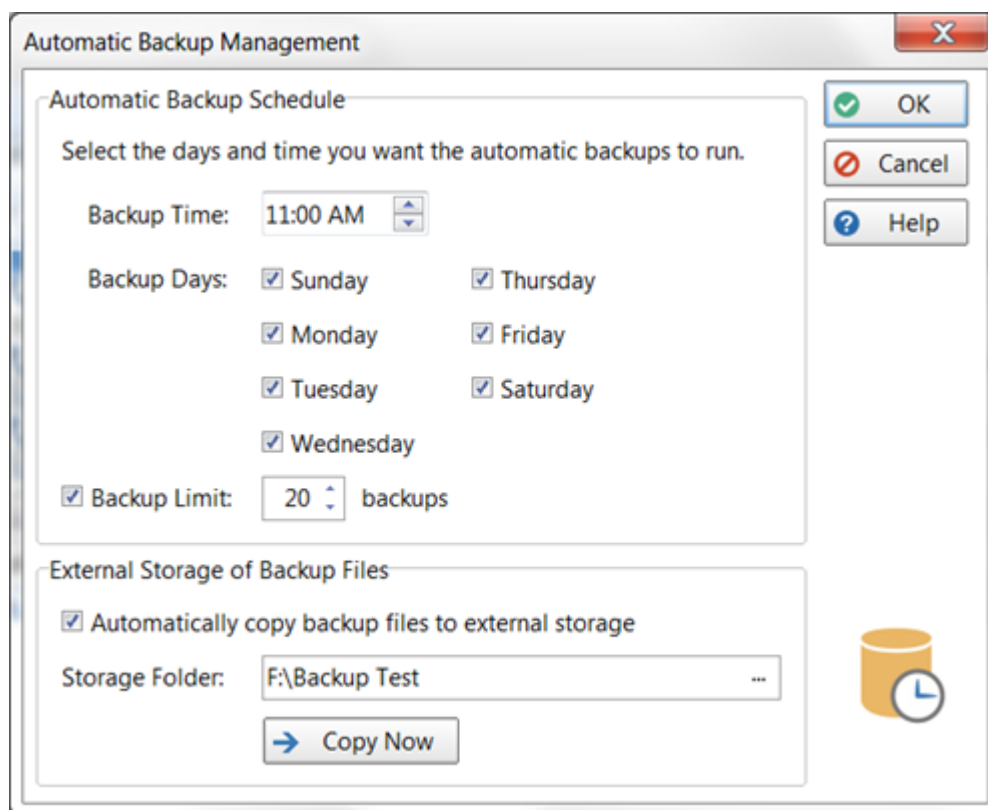 Automatic Backup Management
Automatic Backup Schedule
OK
Select the days and time you want the automatic backups to run.
Cancel
Backup Time: 11:00 AM
Help
Backup Days: Sunday Thursday
Monday Friday
Tuesday Saturday
Wednesday
Backup Limit: 20 backups
External Storage of Backup Files
Automatically copy backup files to external storage
Storage Folder: F:\Backup Test ...
Copy Now